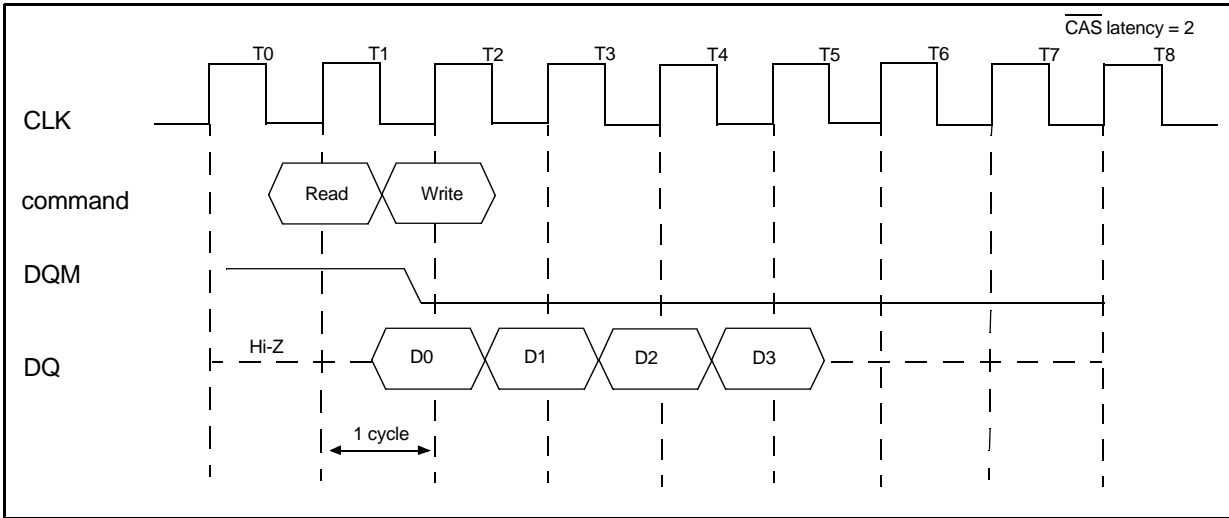 CAS latency = 2
T0 T1 T2 T3 T4 T5 T6 T7 T8
CLK
command Read Write
DQM
Hi-Z
DQ D0 D1 D2 D3
1 cycle